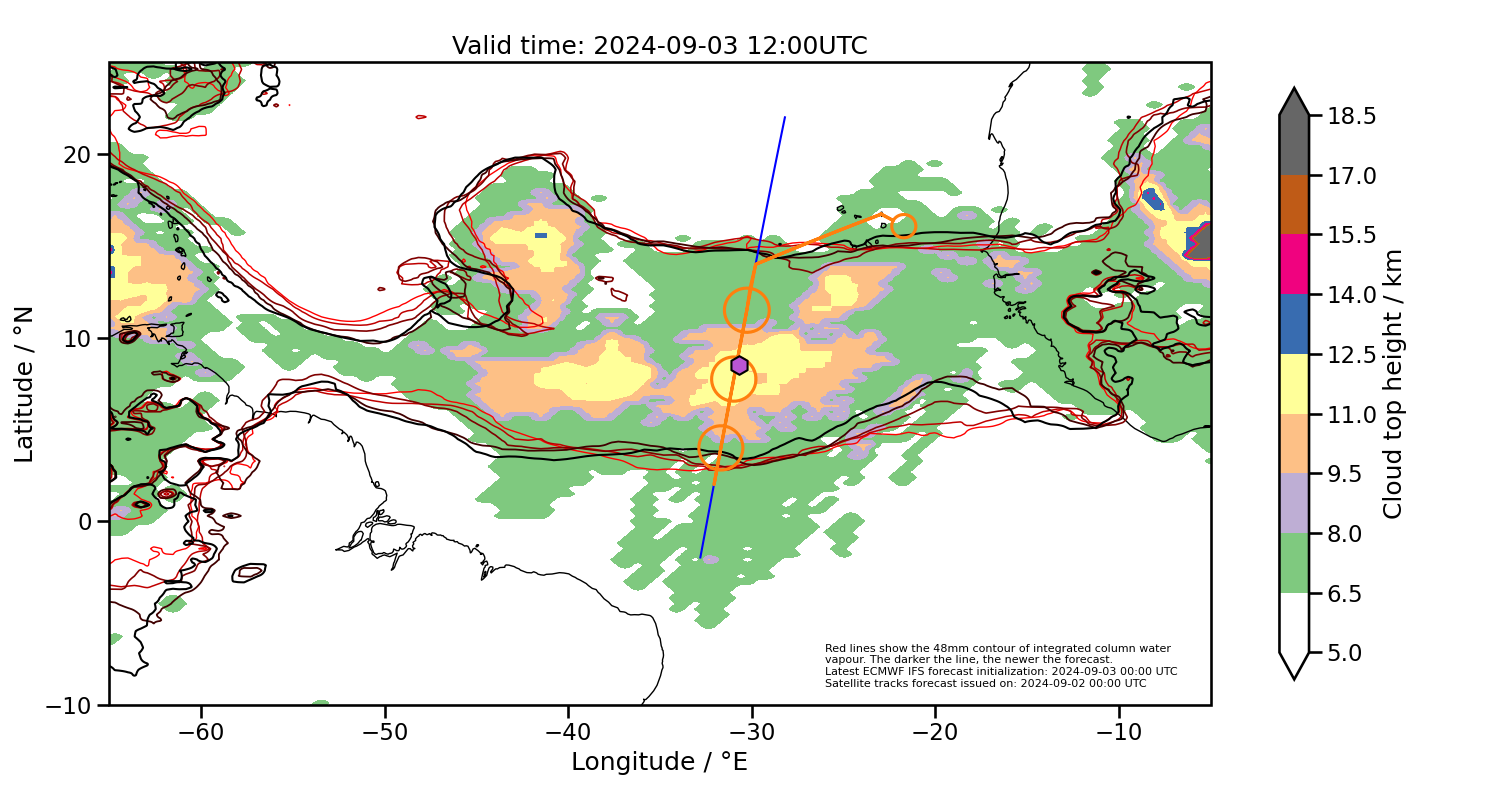 Valid time: 2024-09-03 12:00UTC
20
10
0
−10
Latitude / °N
−60
−50
−40
−30
−20
−10
Longitude / °E
Red lines show the 48mm contour of integrated column water
vapour. The darker the line, the newer the forecast.
Latest ECMWF IFS forecast initialization: 2024-09-03 00:00 UTC
Satellite tracks forecast issued on: 2024-09-02 00:00 UTC
18.5
17.0
15.5
14.0
12.5
11.0
9.5
8.0
6.5
5.0
Cloud top height / km